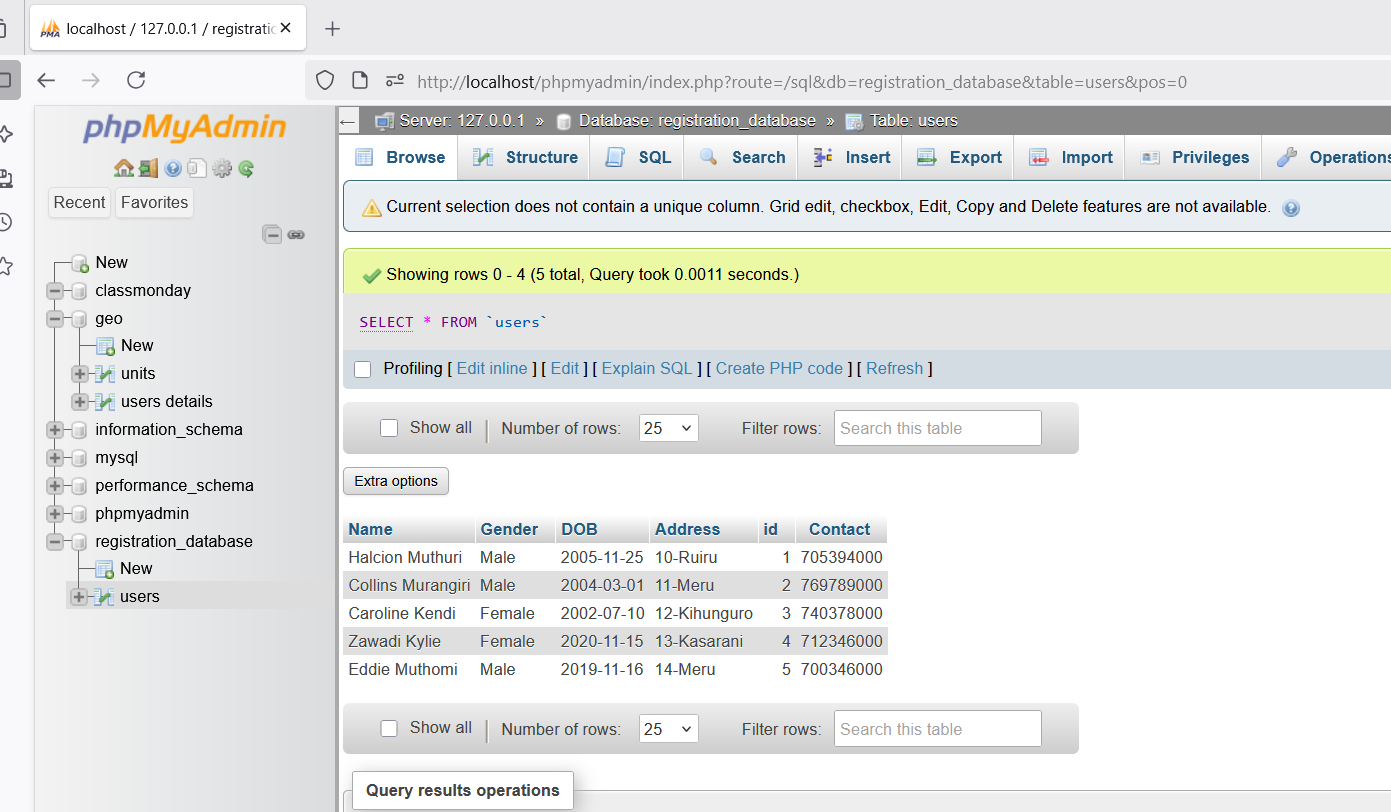 localhost / 127.0.0.1 / registratic
http://localhost/phpmyadmin/index.php?route=/sql&db=registration_database&table=users&pos=0
phpMyAdmin
Recent Favorites
New
classmonday
geo
New
units
users details
information_schema
mysql
performance_schema
phpmyadmin
registration_database
New
users
Server: 127.0.0.1 » Database: registration_database » Table: users
Browse Structure SQL Search Insert Export Import Privileges Operations
Current selection does not contain a unique column. Grid edit, checkbox, Edit, Copy and Delete features are not available.
Showing rows 0 - 4 (5 total, Query took 0.0011 seconds.)
SELECT * FROM `users`
Profiling [ Edit inline ] [ Edit ] [ Explain SQL ] [ Create PHP code ] [ Refresh ]
Show all | Number of rows: 25 Filter rows: Search this table
Extra options
Name Gender DOB Address id Contact
Halcion Muthuri Male 2005-11-25 10-Ruiru 1 705394000
Collins Murangiri Male 2004-03-01 11-Meru 2 769789000
Caroline Kendi Female 2002-07-10 12-Kihunguro 3 740378000
Zawadi Kylie Female 2020-11-15 13-Kasarani 4 712346000
Eddie Muthomi Male 2019-11-16 14-Meru 5 700346000
Show all | Number of rows: 25 Filter rows: Search this table
Query results operations